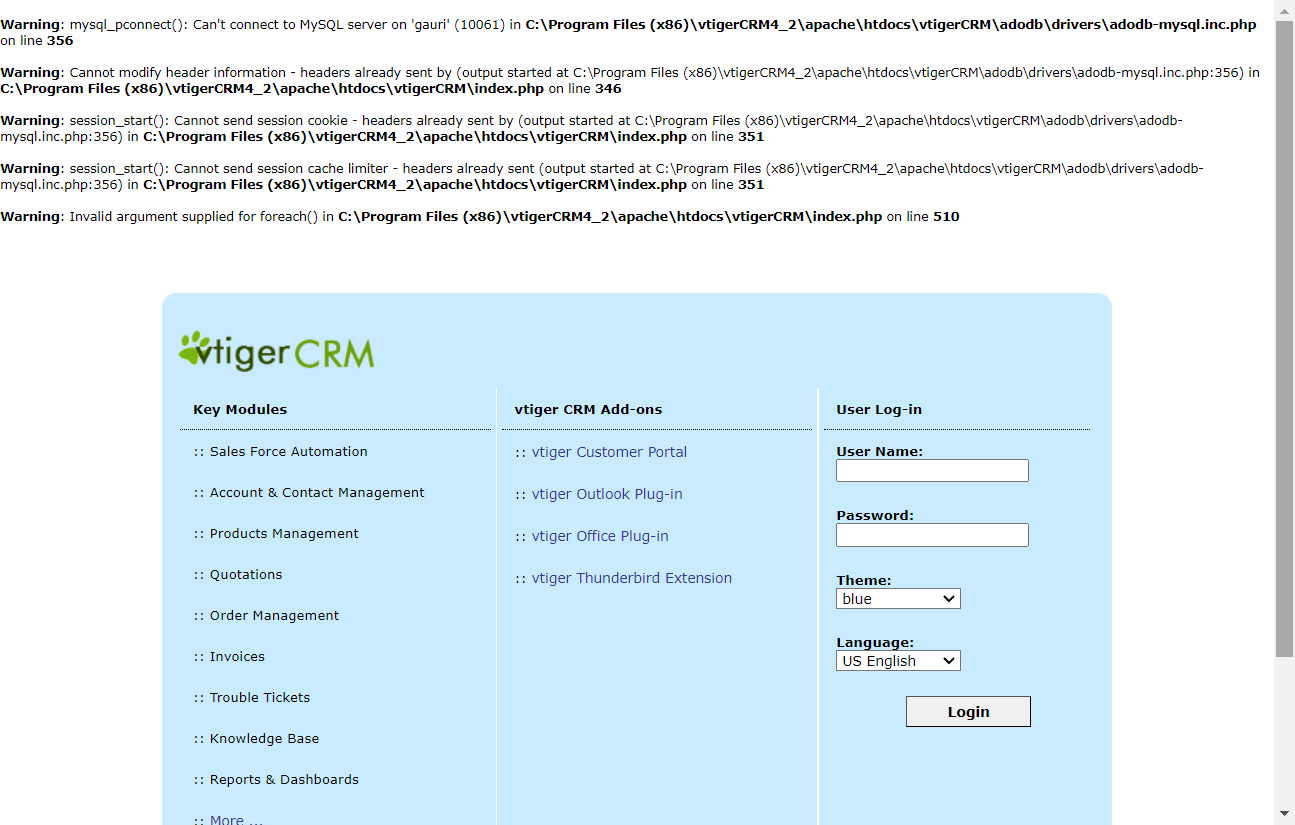 Warning: mysql_pconnect(): Can't connect to MySQL server on 'gauri' (10061) in C:\Program Files (x86)\vtigerCRM4_2\apache\htdocs\vtigerCRM\adodb\drivers\adodb-mysql.inc.php
on line 356
Warning: Cannot modify header information - headers already sent by (output started at C:\Program Files (x86)\vtigerCRM4_2\apache\htdocs\vtigerCRM\adodb\drivers\adodb-mysql.inc.php:356) in
C:\Program Files (x86)\vtigerCRM4_2\apache\htdocs\vtigerCRM\index.php on line 346
Warning: session_start(): Cannot send session cookie - headers already sent by (output started at C:\Program Files (x86)\vtigerCRM4_2\apache\htdocs\vtigerCRM\adodb\drivers\adodb-
mysql.inc.php:356) in C:\Program Files (x86)\vtigerCRM4_2\apache\htdocs\vtigerCRM\index.php on line 351
Warning: session_start(): Cannot send session cache limiter - headers already sent (output started at C:\Program Files (x86)\vtigerCRM4_2\apache\htdocs\vtigerCRM\adodb\drivers\adodb-
mysql.inc.php:356) in C:\Program Files (x86)\vtigerCRM4_2\apache\htdocs\vtigerCRM\index.php on line 351
Warning: Invalid argument supplied for foreach() in C:\Program Files (x86)\vtigerCRM4_2\apache\htdocs\vtigerCRM\index.php on line 510
vtiger CRM
Key Modules
:: Sales Force Automation
:: Account & Contact Management
:: Products Management
:: Quotations
:: Order Management
:: Invoices
:: Trouble Tickets
:: Knowledge Base
:: Reports & Dashboards
:: More ...
vtiger CRM Add-ons
:: vtiger Customer Portal
:: vtiger Outlook Plug-in
:: vtiger Office Plug-in
:: vtiger Thunderbird Extension
User Log-in
User Name:
Password:
Theme:
blue
Language:
US English
Login